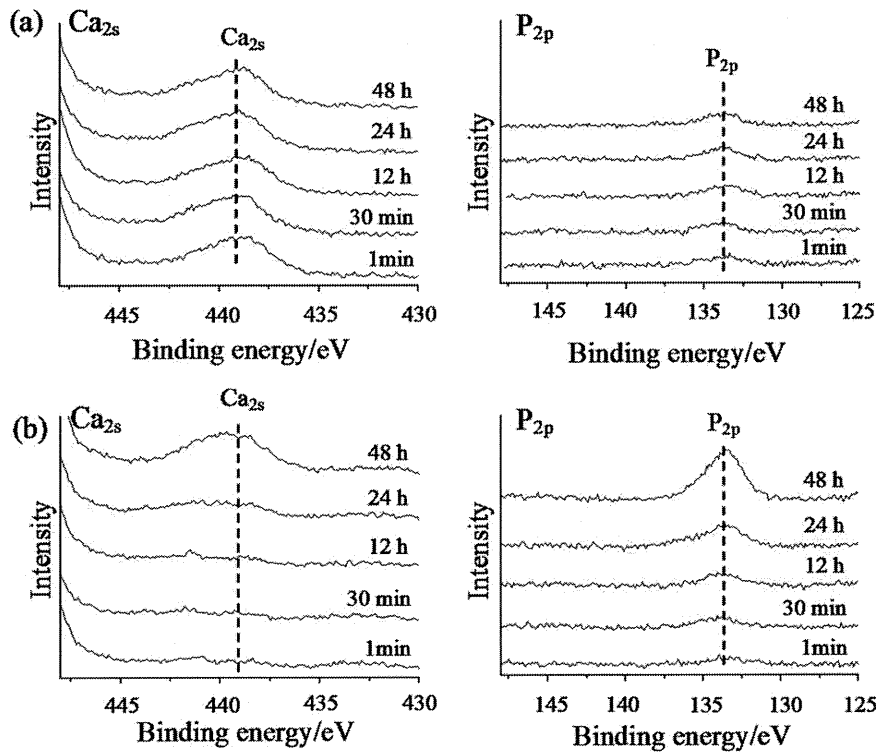 (a)
Ca2s
Ca2s
48 h
24 h
12 h
30 min
1min
Intensity
445 440 435 430
Binding energy/eV
P2p
P2p
48 h
24 h
12 h
30 min
1min
Intensity
145 140 135 130 125
Binding energy/eV
(b)
Ca2s
Ca2s
48 h
24 h
12 h
30 min
1min
Intensity
445 440 435 430
Binding energy/eV
P2p
P2p
48 h
24 h
12 h
30 min
1min
Intensity
145 140 135 130 125
Binding energy/eV